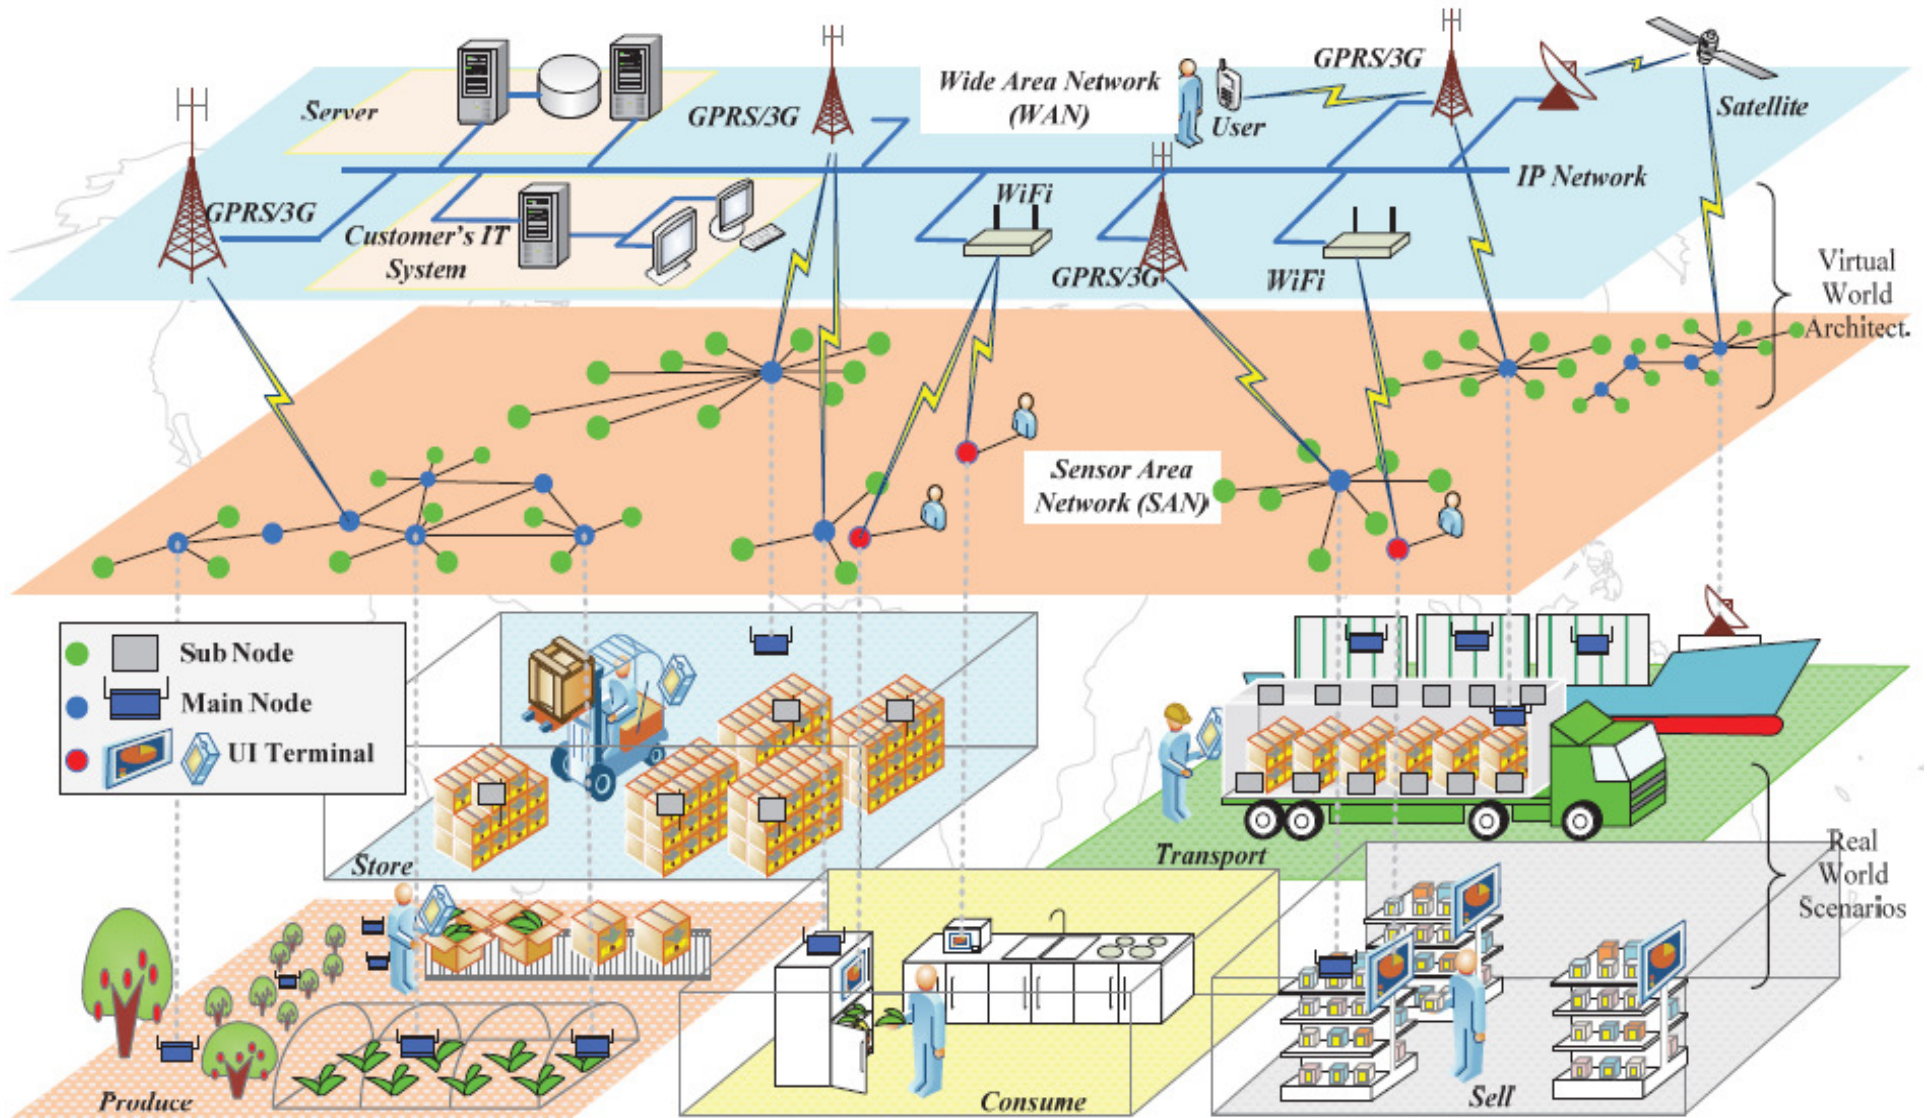 GPRS/3G
Wide Area Network
(WAN)
Server
GPRS/3G
User
Satellite
IP Network
GPRS/3G
WiFi
Customer's IT
System
GPRS/3G
WiFi
Virtual
World
Architect.
Sensor Area
Network (SAN)
Sub Node
Main Node
UI Terminal
Store
Transport
Real
World
Scenarios
Produce
Consume
Sell